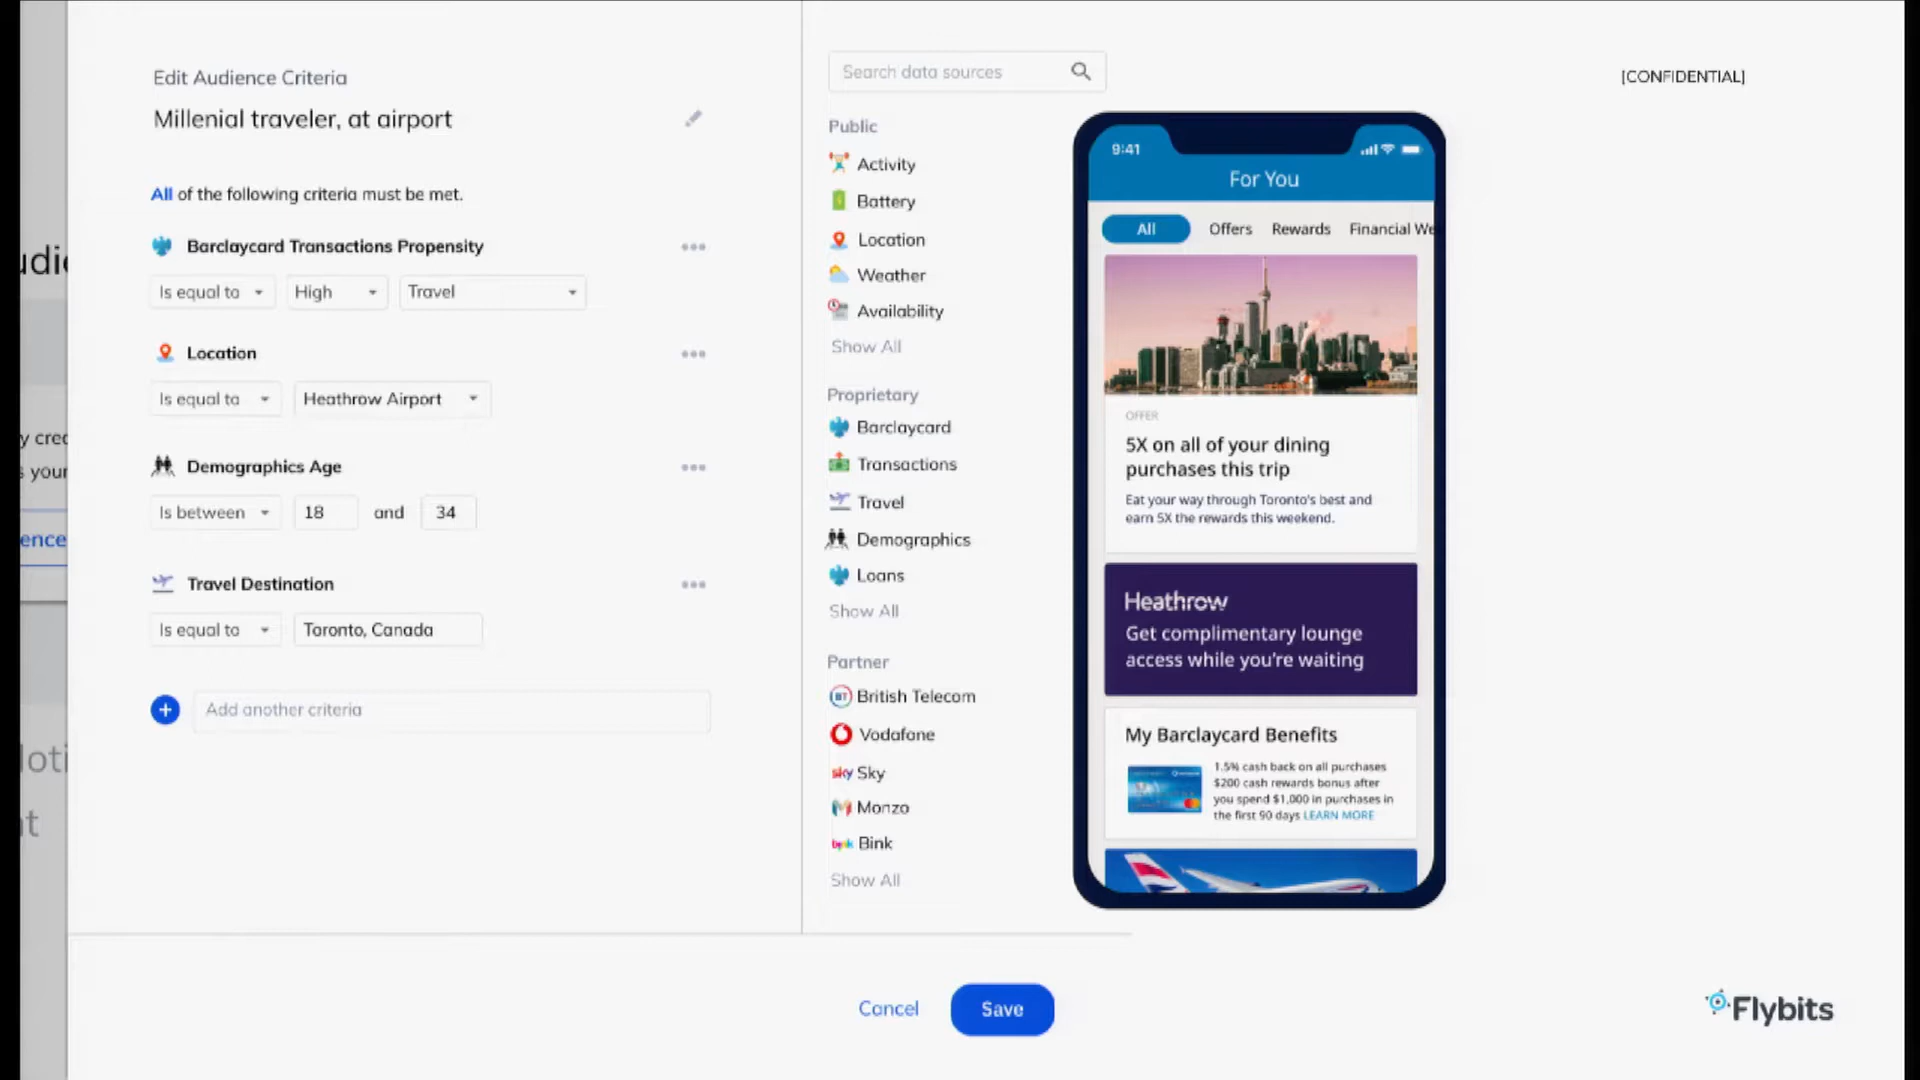 Edit Audience Criteria
Millenial traveler, at airport
All of the following criteria must be met.
Barclaycard Transactions Propensity
Is equal to High Travel
Location
Is equal to Heathrow Airport
Demographics Age
Is between 18 and 34
Travel Destination
Is equal to Toronto, Canada
Add another criteria
Search data sources
Public
Activity
Battery
Location
Weather
Availability
Show All
Proprietary
Barclaycard
Transactions
Travel
Demographics
Loans
Show All
Partner
British Telecom
Vodafone
sky Sky
Monzo
Bink
Show All
[CONFIDENTIAL]
9:41
For You
All Offers Rewards Financial We
OFFER
5X on all of your dining
purchases this trip
Eat your way through Toronto's best and
earn 5X the rewards this weekend.
Heathrow
Get complimentary lounge
access while you're waiting
My Barclaycard Benefits
1.5% cash back on all purchases
$200 cash rewards bonus after
you spend $1,000 in purchases in
the first 90 days LEARN MORE
Cancel Save
Flybits